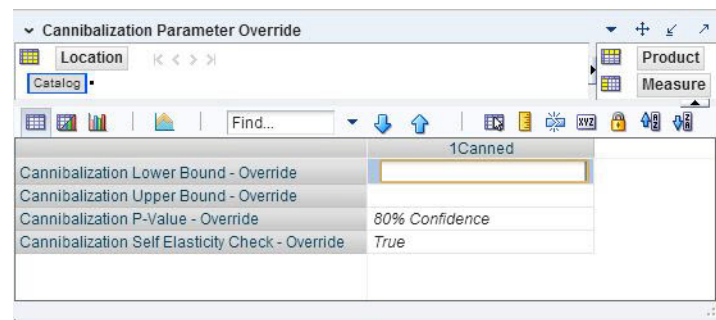 Cannibalization Parameter Override
Location
Product
Catalog
Measure
Find...
XYZ
A
Z
Z
A
1Canned
Cannibalization Lower Bound - Override
Cannibalization Upper Bound - Override
Cannibalization P-Value - Override 80% Confidence
Cannibalization Self Elasticity Check - Override True